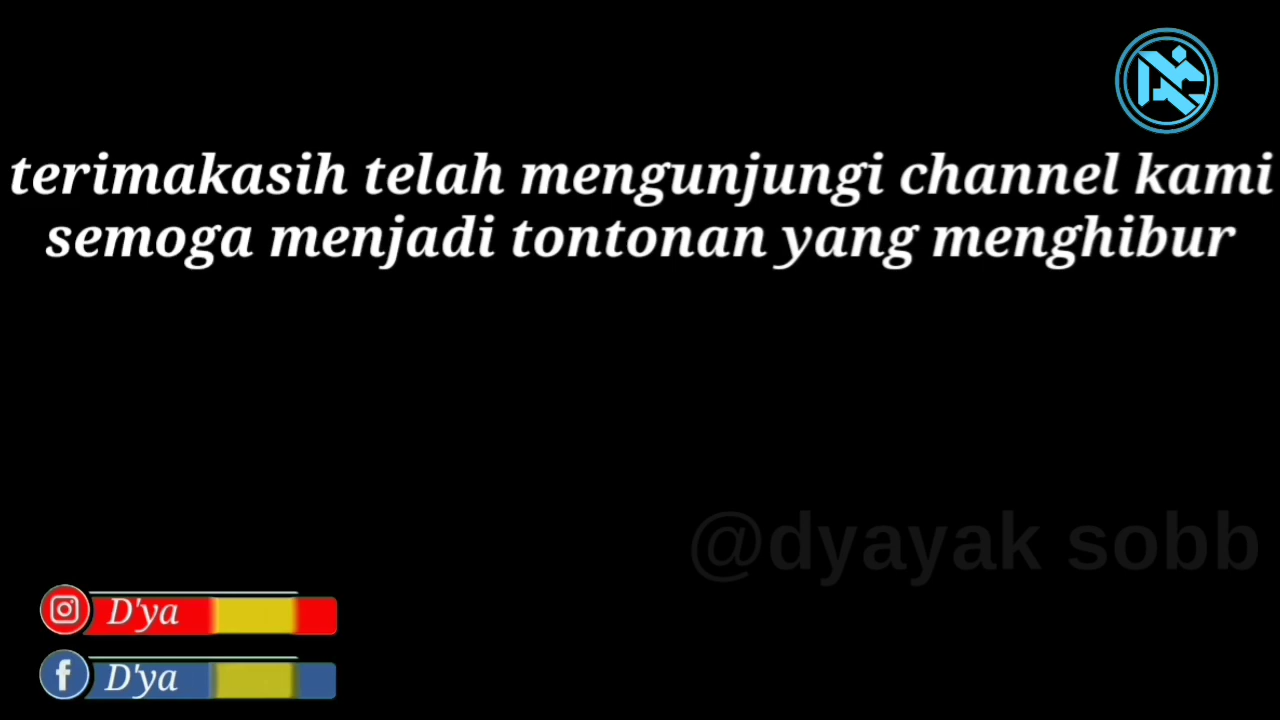 terimakasih telah mengunjungi channel kami
semoga menjadi tontonan yang menghibur
@dyayak sobb
D'ya
D'ya